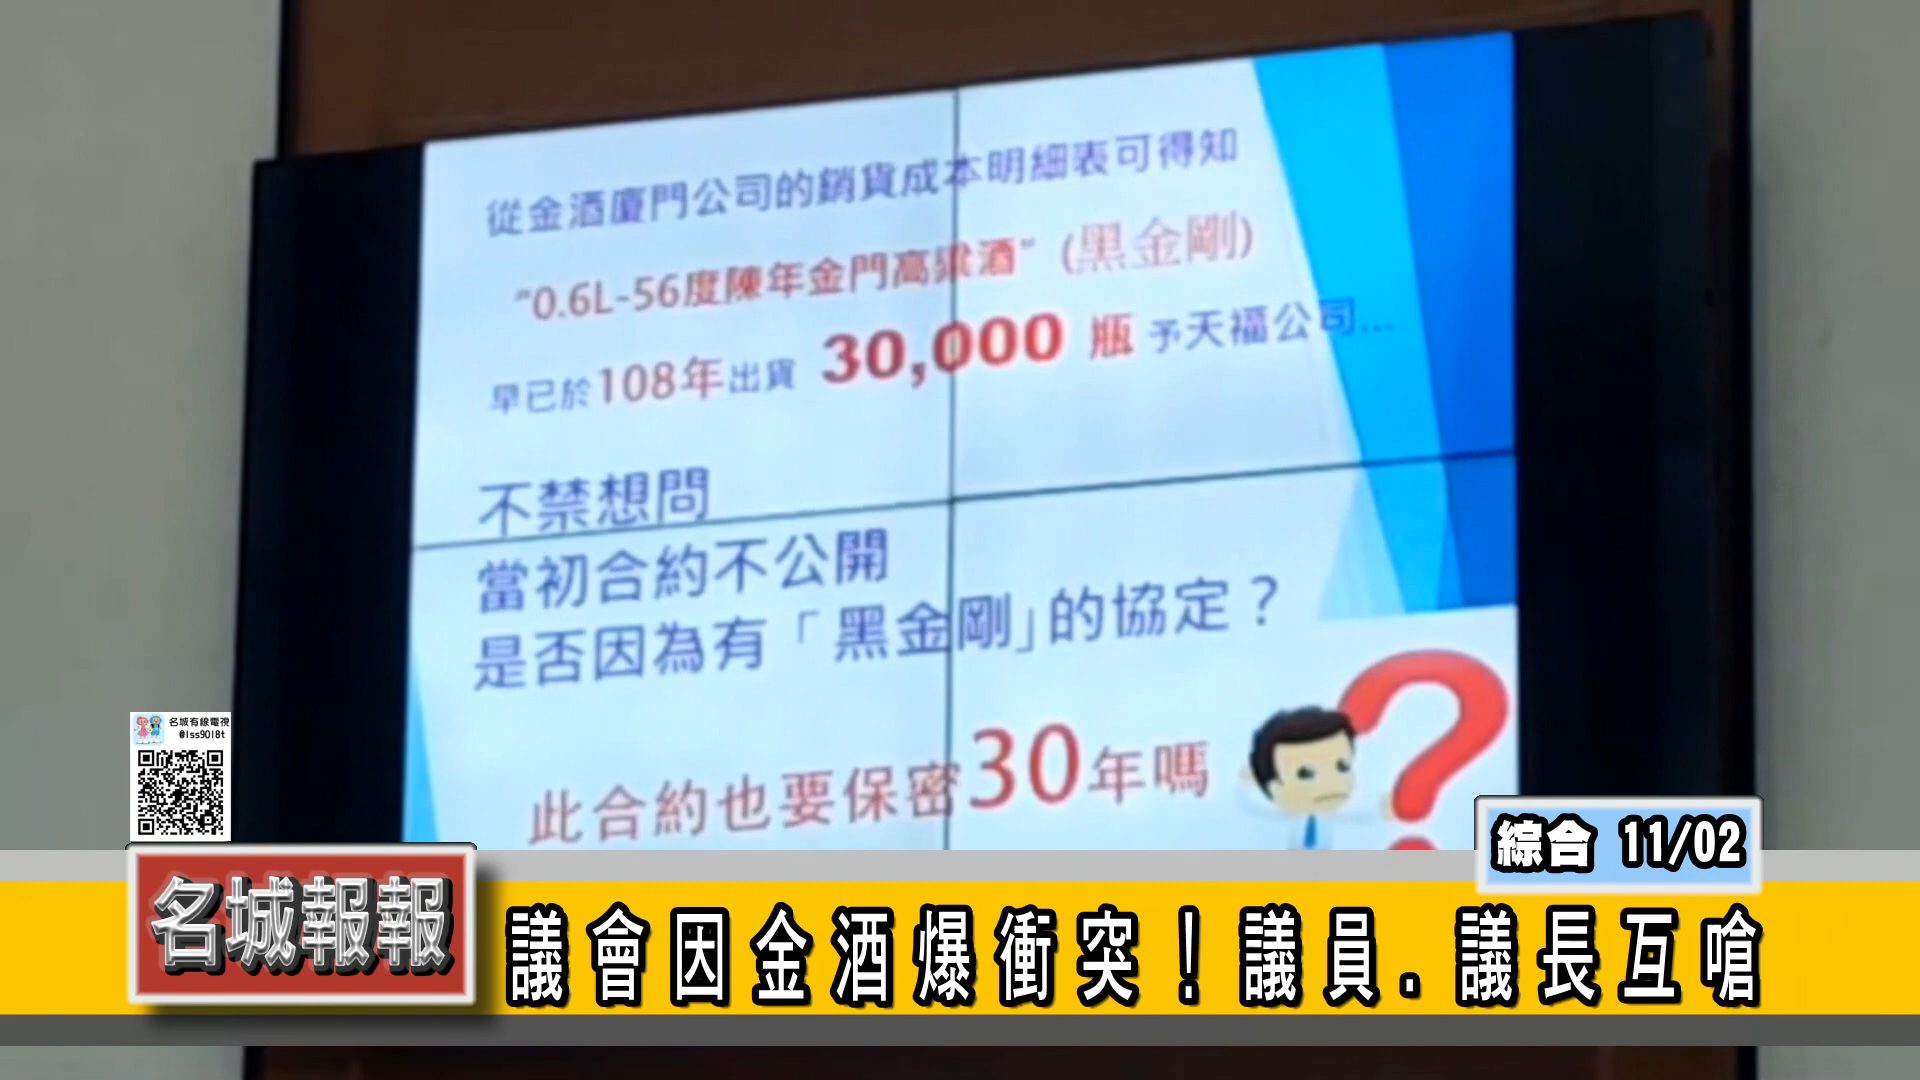 從金酒廈門公司的銷貨成本明細表可得知
"0.6L-56度陳年金門高粱酒" (黑金剛)
早已於108年出貨 30,000 瓶 予天福公司...
不禁想問
當初合約不公開
是否因為有「黑金剛」的協定？
此合約也要保密30年嗎
名城有線電視
@lss9018t
綜合 11/02
名城報報
議會因金酒爆衝突！議員.議長互嗆